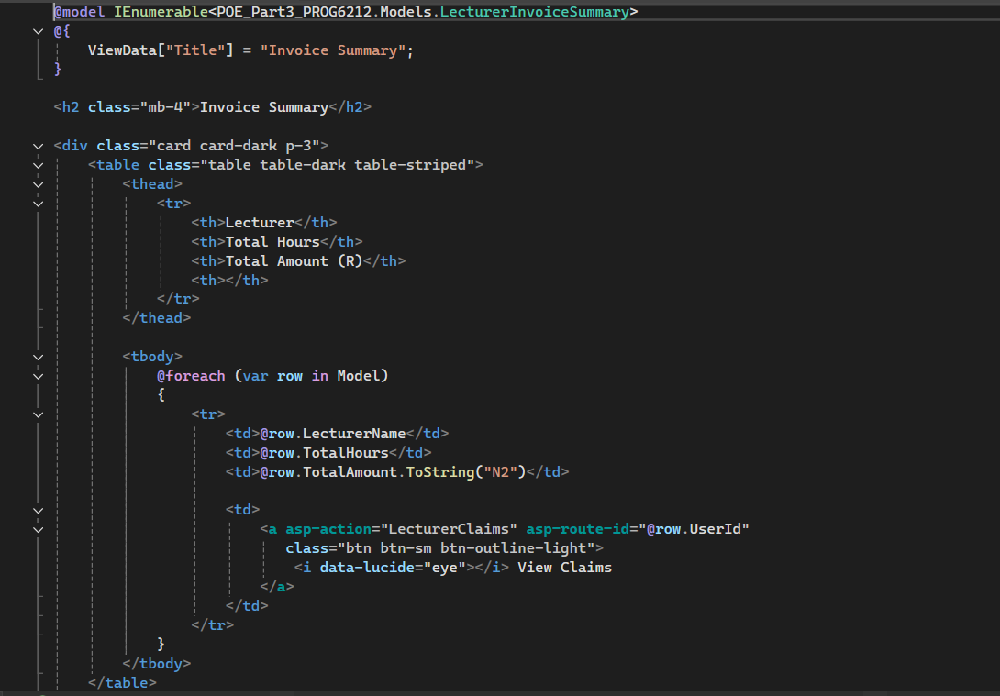 @model IEnumerable<POE_Part3_PROG6212.Models.LecturerInvoiceSummary>
@{
    ViewData["Title"] = "Invoice Summary";
}

<h2 class="mb-4">Invoice Summary</h2>

<div class="card card-dark p-3">
    <table class="table table-dark table-striped">
        <thead>
            <tr>
                <th>Lecturer</th>
                <th>Total Hours</th>
                <th>Total Amount (R)</th>
                <th></th>
            </tr>
        </thead>

        <tbody>
            @foreach (var row in Model)
            {
                <tr>
                    <td>@row.LecturerName</td>
                    <td>@row.TotalHours</td>
                    <td>@row.TotalAmount.ToString("N2")</td>

                    <td>
                        <a asp-action="LecturerClaims" asp-route-id="@row.UserId"
                           class="btn btn-sm btn-outline-light">
                            <i data-lucide="eye"></i> View Claims
                        </a>
                    </td>
                </tr>
            }
        </tbody>
    </table>